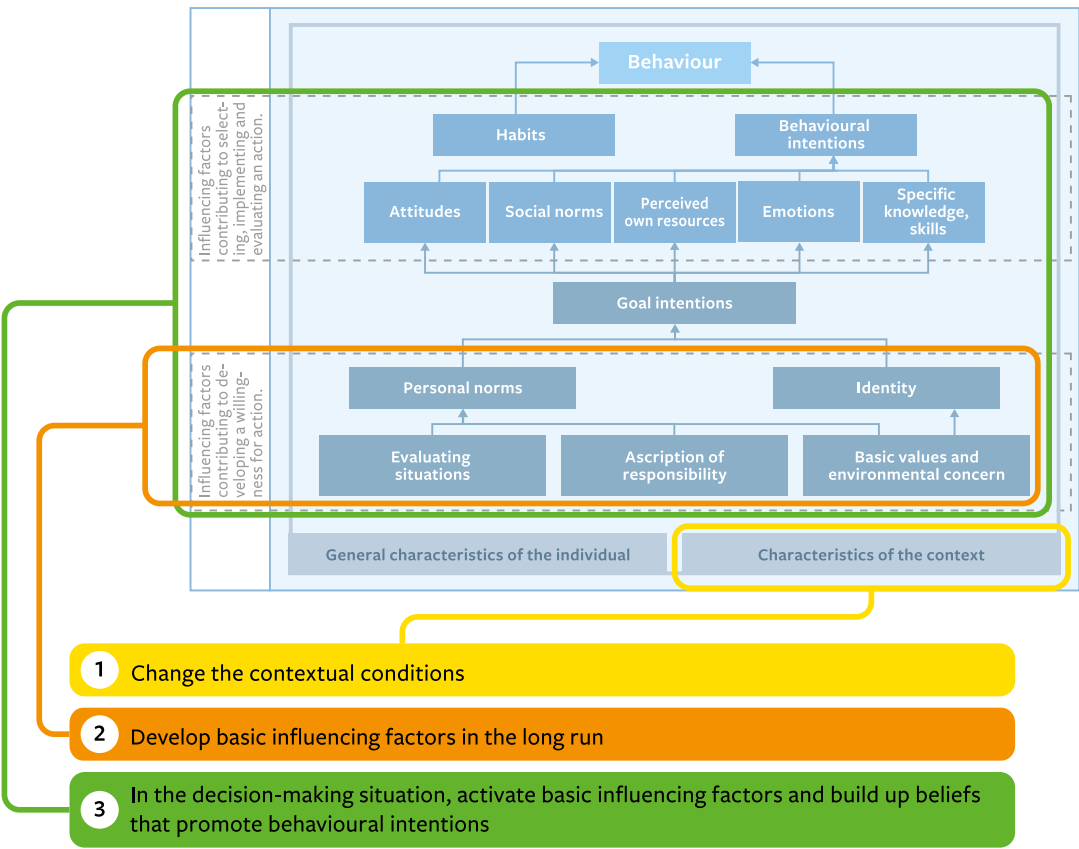 Behaviour
Influencing factors
contributing to select-
ing, implementing and
evaluating an action.
Habits
Behavioural
intentions
Attitudes
Social norms
Perceived
own resources
Emotions
Specific
knowledge,
skills
Goal intentions
Influencing factors
contributing to de-
veloping a willing-
ness for action.
Personal norms
Identity
Evaluating
situations
Ascription of
responsibility
Basic values and
environmental concern
General characteristics of the individual
Characteristics of the context
1 Change the contextual conditions
2 Develop basic influencing factors in the long run
3 In the decision-making situation, activate basic influencing factors and build up beliefs
that promote behavioural intentions